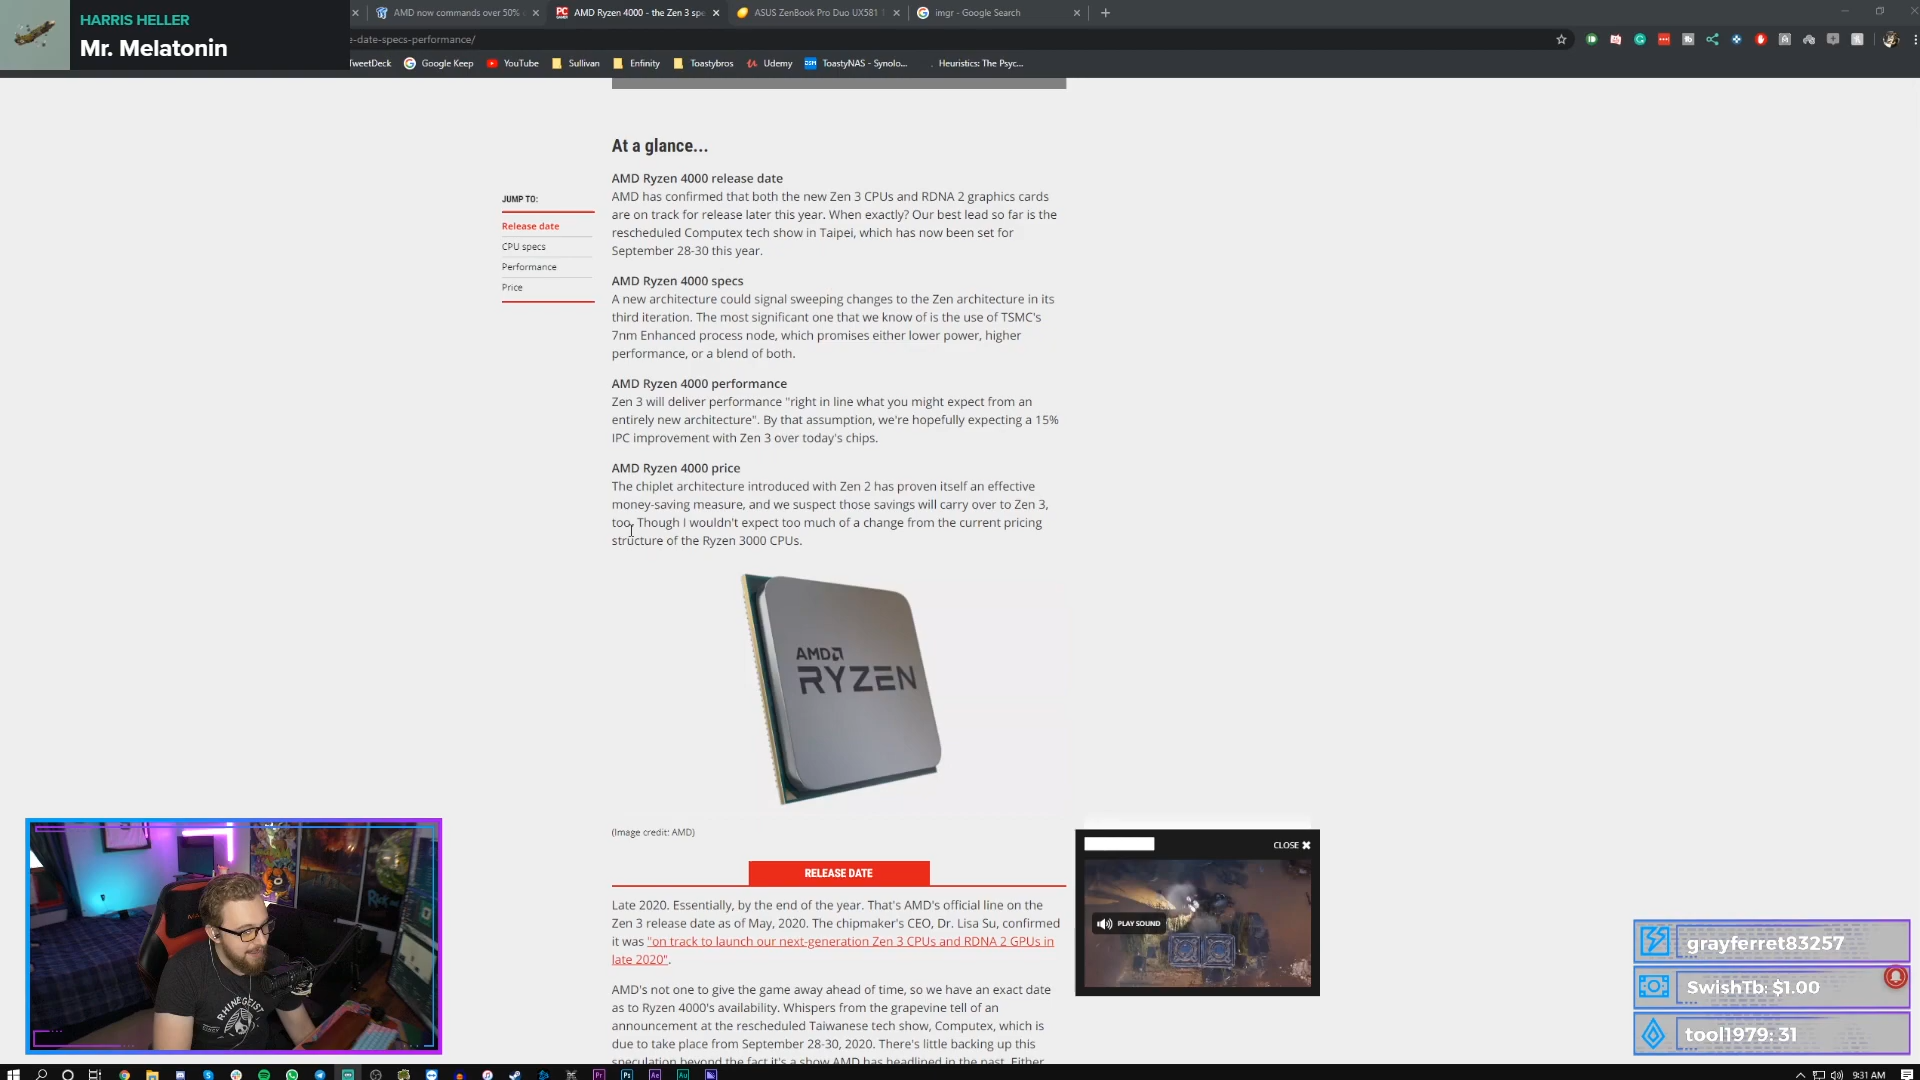 HARRIS HELLER
Mr. Melatonin
AMD now commands over 50%
AMD Ryzen 4000 - the Zen 3 spe
ASUS ZenBook Pro Duo UX581
imgr - Google Search
e-date-specs-performance/
TweetDeck
Google Keep
YouTube
Sullivan
Enfinity
Toastybros
Udemy
ToastyNAS - Synolo...
Heuristics: The Psyc...
At a glance...
JUMP TO:
Release date
CPU specs
Performance
Price
AMD Ryzen 4000 release date
AMD has confirmed that both the new Zen 3 CPUs and RDNA 2 graphics cards
are on track for release later this year. When exactly? Our best lead so far is the
rescheduled Computex tech show in Taipei, which has now been set for
September 28-30 this year.
AMD Ryzen 4000 specs
A new architecture could signal sweeping changes to the Zen architecture in its
third iteration. The most significant one that we know of is the use of TSMC's
7nm Enhanced process node, which promises either lower power, higher
performance, or a blend of both.
AMD Ryzen 4000 performance
Zen 3 will deliver performance "right in line what you might expect from an
entirely new architecture". By that assumption, we're hopefully expecting a 15%
IPC improvement with Zen 3 over today's chips.
AMD Ryzen 4000 price
The chiplet architecture introduced with Zen 2 has proven itself an effective
money-saving measure, and we suspect those savings will carry over to Zen 3,
too. Though I wouldn't expect too much of a change from the current pricing
structure of the Ryzen 3000 CPUs.
AMD
RYZEN
(Image credit: AMD)
RELEASE DATE
Late 2020. Essentially, by the end of the year. That's AMD's official line on the
Zen 3 release date as of May, 2020. The chipmaker's CEO, Dr. Lisa Su, confirmed
it was "on track to launch our next-generation Zen 3 CPUs and RDNA 2 GPUs in
late 2020".
AMD's not one to give the game away ahead of time, so we have an exact date
as to Ryzen 4000's availability. Whispers from the grapevine tell of an
announcement at the rescheduled Taiwanese tech show, Computex, which is
due to take place from September 28-30, 2020. There's little backing up this
speculation beyond the fact it's a show AMD has headlined in the past. Either
CLOSE
PLAY SOUND
RHINEGEIST
grayferret83257
SwishTb: $1.00
tool1979: 31
9:31 AM